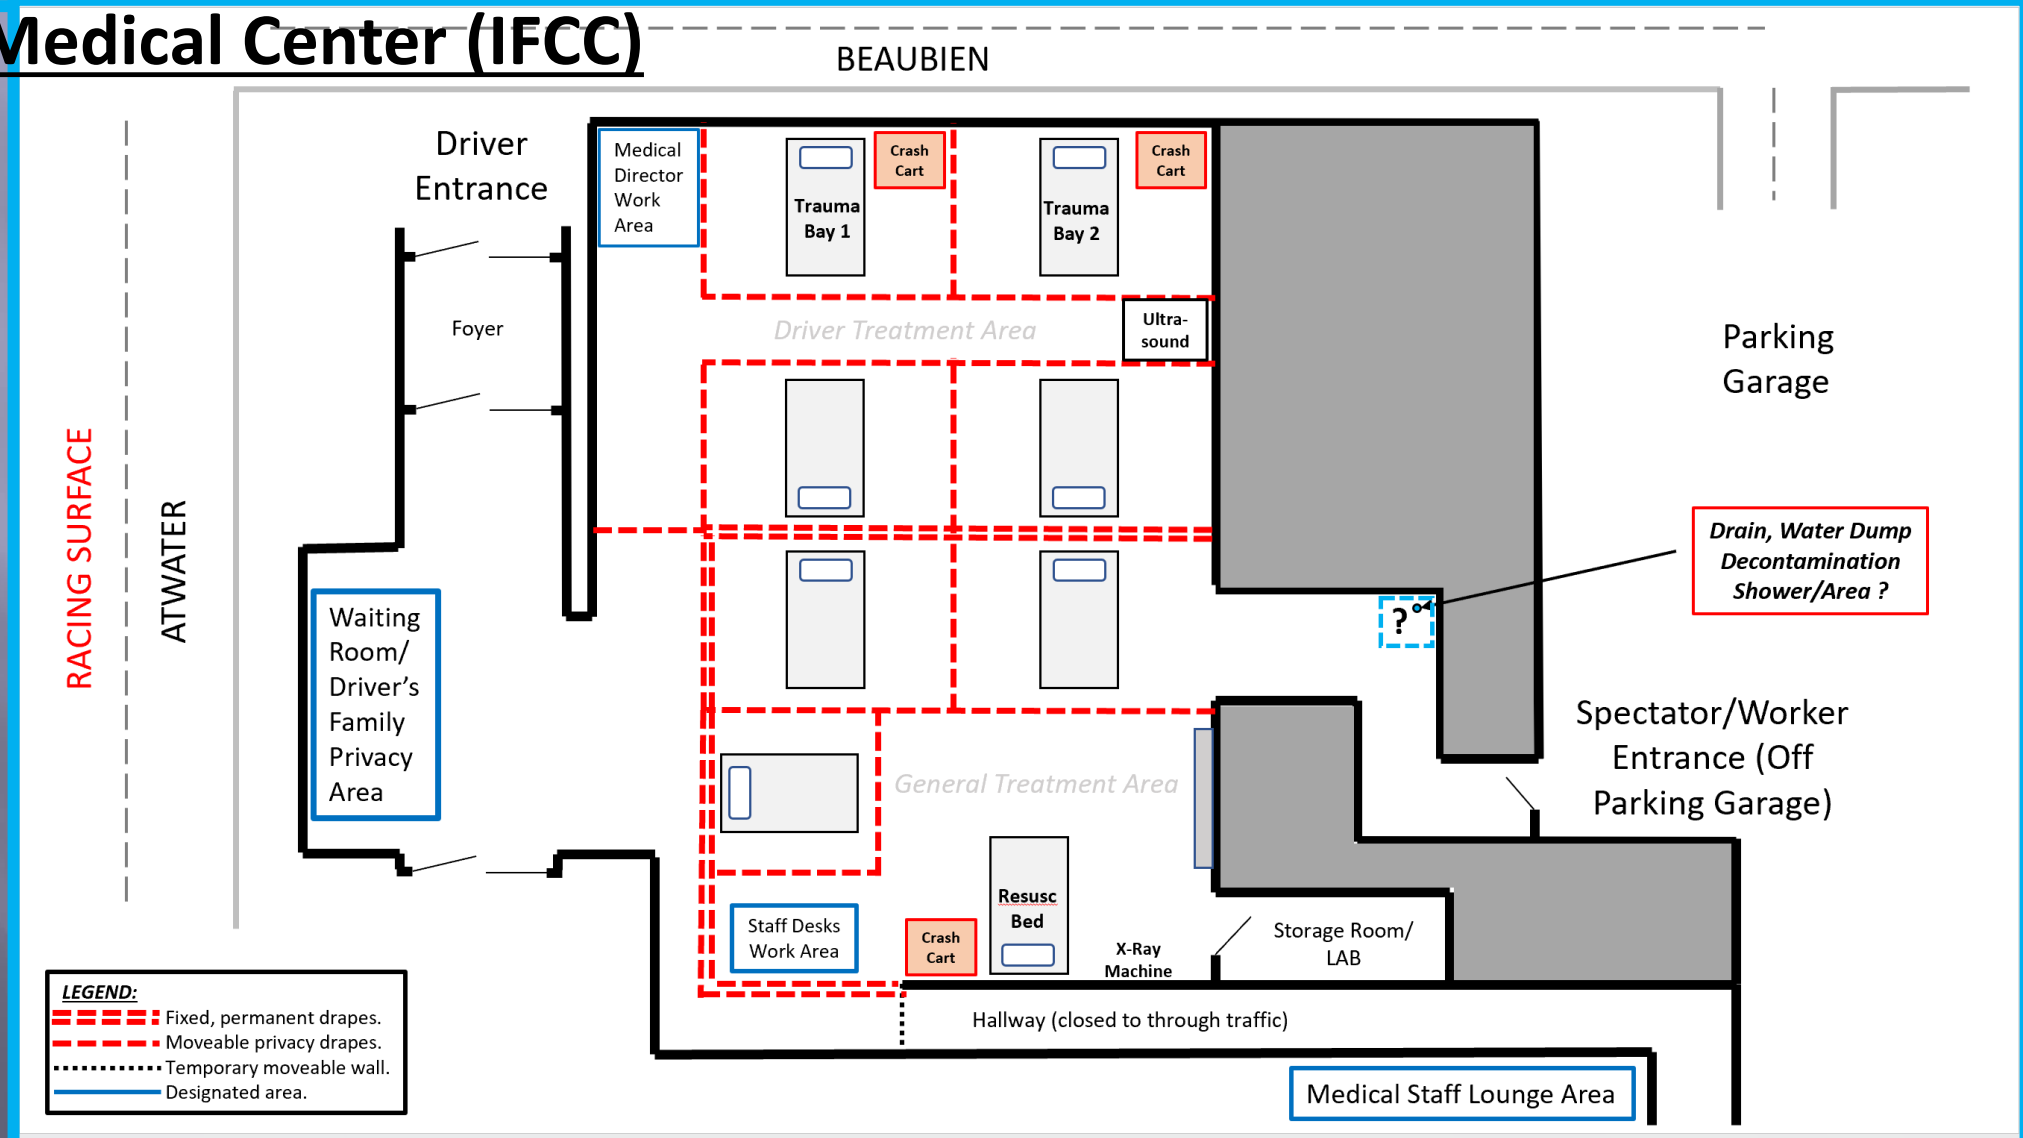 Medical Center (IFCC)
BEAUBIEN
Driver
Entrance
Medical
Director
Work
Area
Trauma
Bay 1
Crash
Cart
Trauma
Bay 2
Crash
Cart
Foyer
Driver Treatment Area
Ultra-
sound
Parking
Garage
RACING SURFACE
ATWATER
Drain, Water Dump
Decontamination
Shower/Area ?
?
Waiting
Room/
Driver’s
Family
Privacy
Area
Spectator/Worker
Entrance (Off
Parking Garage)
General Treatment Area
Resusc
Bed
Staff Desks
Work Area
Crash
Cart
X-Ray
Machine
Storage Room/
LAB
Hallway (closed to through traffic)
Medical Staff Lounge Area
LEGEND:
Fixed, permanent drapes.
Moveable privacy drapes.
Temporary moveable wall.
Designated area.